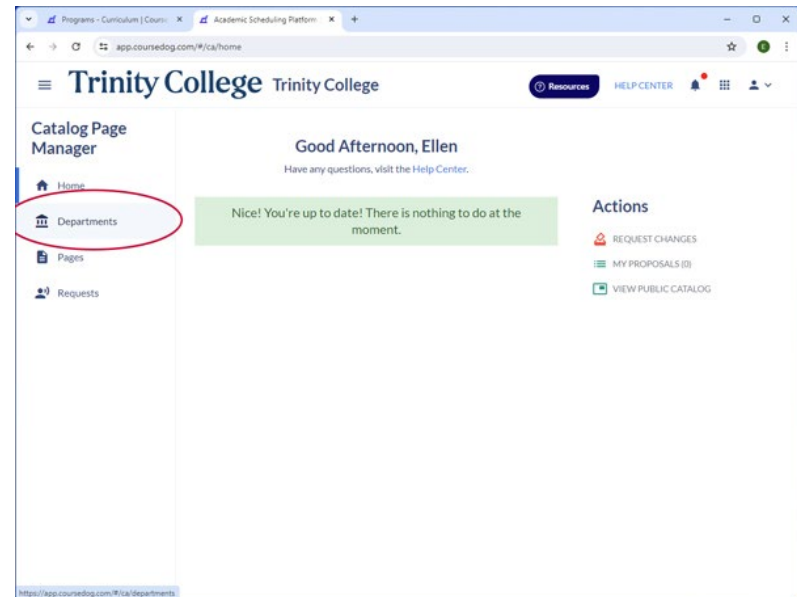 Programs - Curriculum | Cours
Academic Scheduling Platform
app.coursedog.com/#/ca/home
Trinity College Trinity College
Resources
HELP CENTER
Catalog Page
Manager
Home
Departments
Pages
Requests
Good Afternoon, Ellen
Have any questions, visit the Help Center.
Nice! You're up to date! There is nothing to do at the
moment.
Actions
REQUEST CHANGES
MY PROPOSALS (0)
VIEW PUBLIC CATALOG
https://app.coursedog.com/#/ca/departments